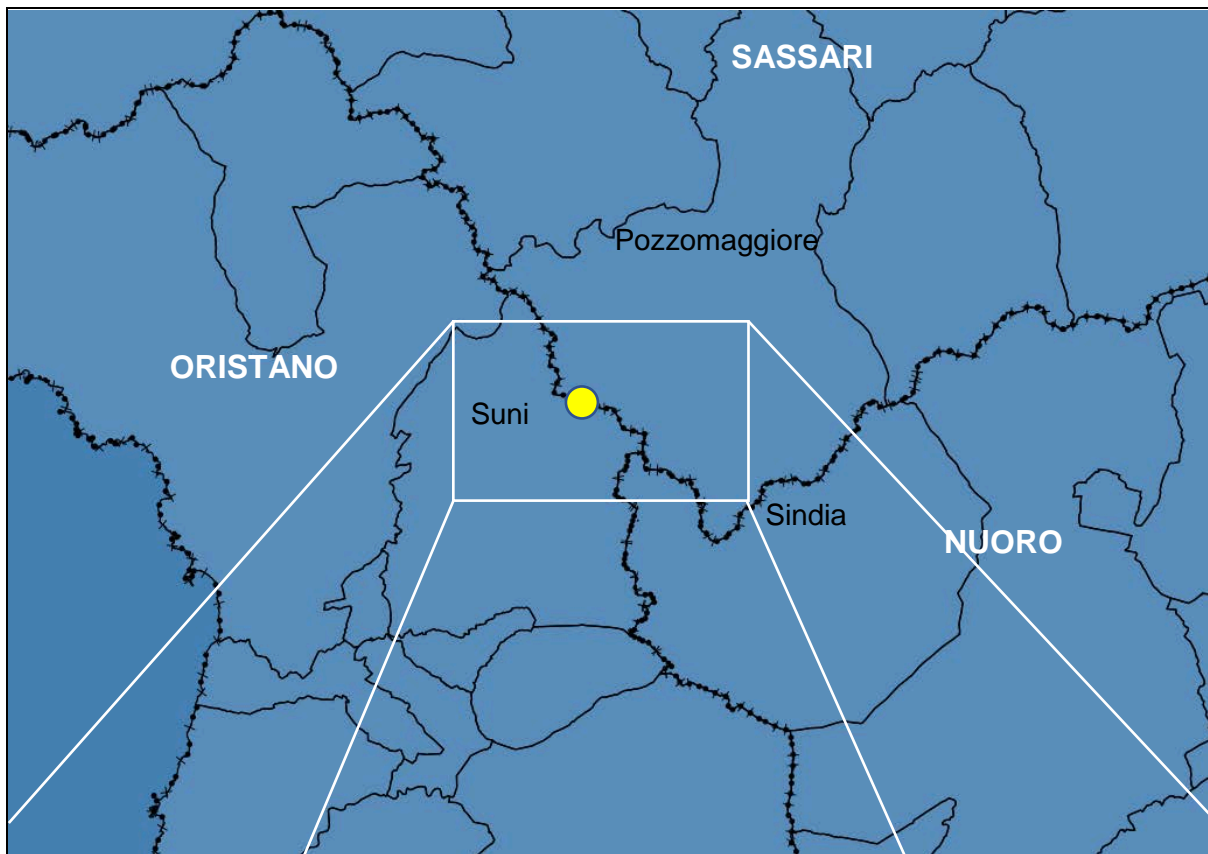 SASSARI
Pozzomaggiore
ORISTANO
Suni
Sindia
NUORO